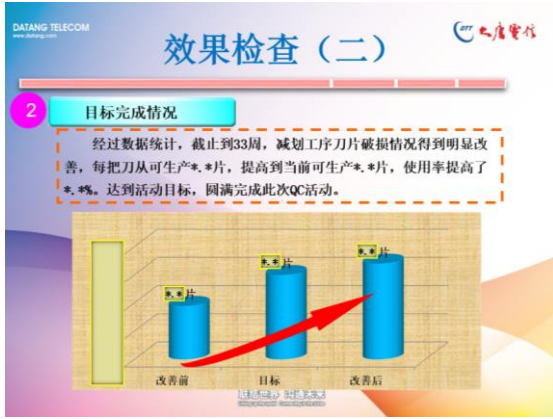 DATANG TELECOM
www.datang.com
效果检查（二）
DTT 大唐电信
2
目标完成情况
经过数据统计，截止到33周，减划工序刀片破损情况得到明显改
善，每把刀从可生产*.*片，提高到当前可生产*.*片，使用率提高了
*.*%。达到活动目标，圆满完成此次QC活动。
*.*片
*.*片
*.*片
改善前
目标
改善后